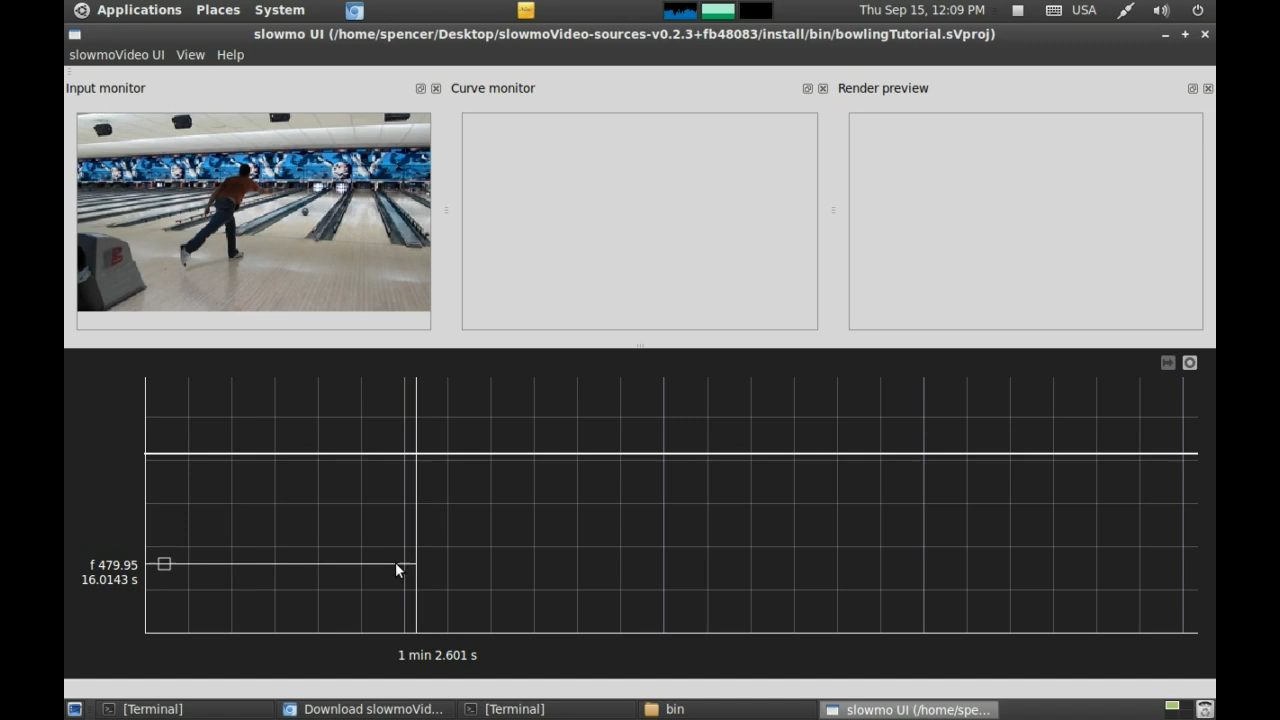 Applications Places System
Thu Sep 15, 12:09 PM
USA
slowmo UI (/home/spencer/Desktop/slowmoVideo-sources-v0.2.3+fb48083/install/bin/bowlingTutorial.sVproj)
slowmoVideo UI View Help
Input monitor
Curve monitor
Render preview
f 479.95
16.0143 s
1 min 2.601 s
[Terminal]
Download slowmoVid...
[Terminal]
bin
slowmo UI (/home/spe...